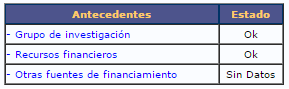 Antecedentes Estado
- Grupo de investigación Ok
- Recursos financieros Ok
- Otras fuentes de financiamiento Sin Datos